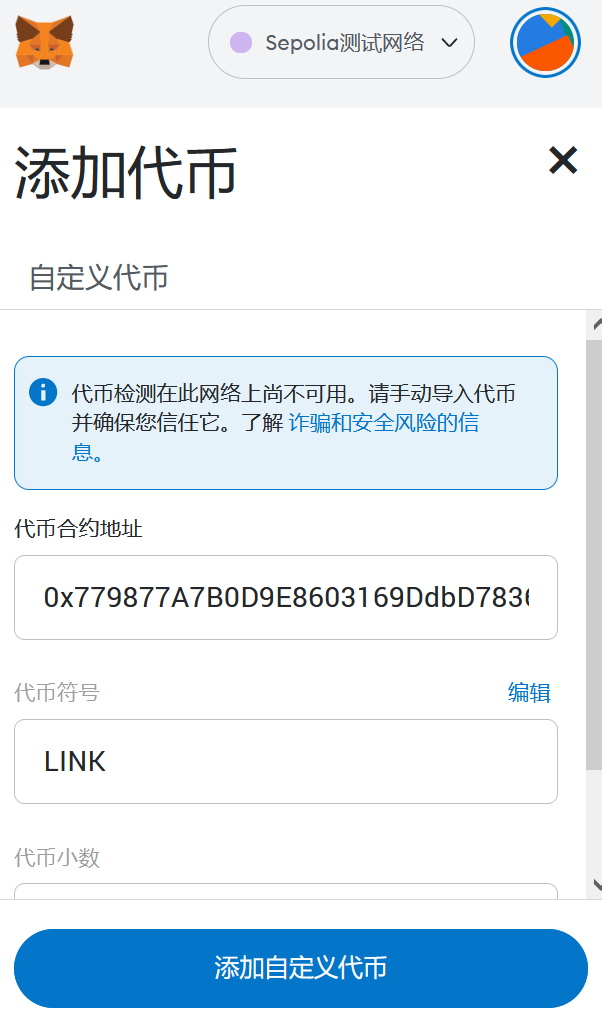 Sepolia测试网络
添加代币
自定义代币
代币检测在此网络上尚不可用。请手动导入代币
并确保您信任它。了解 诈骗和安全风险的信
息。
代币合约地址
0x779877A7B0D9E8603169DdbD7836
代币符号
编辑
LINK
代币小数
添加自定义代币